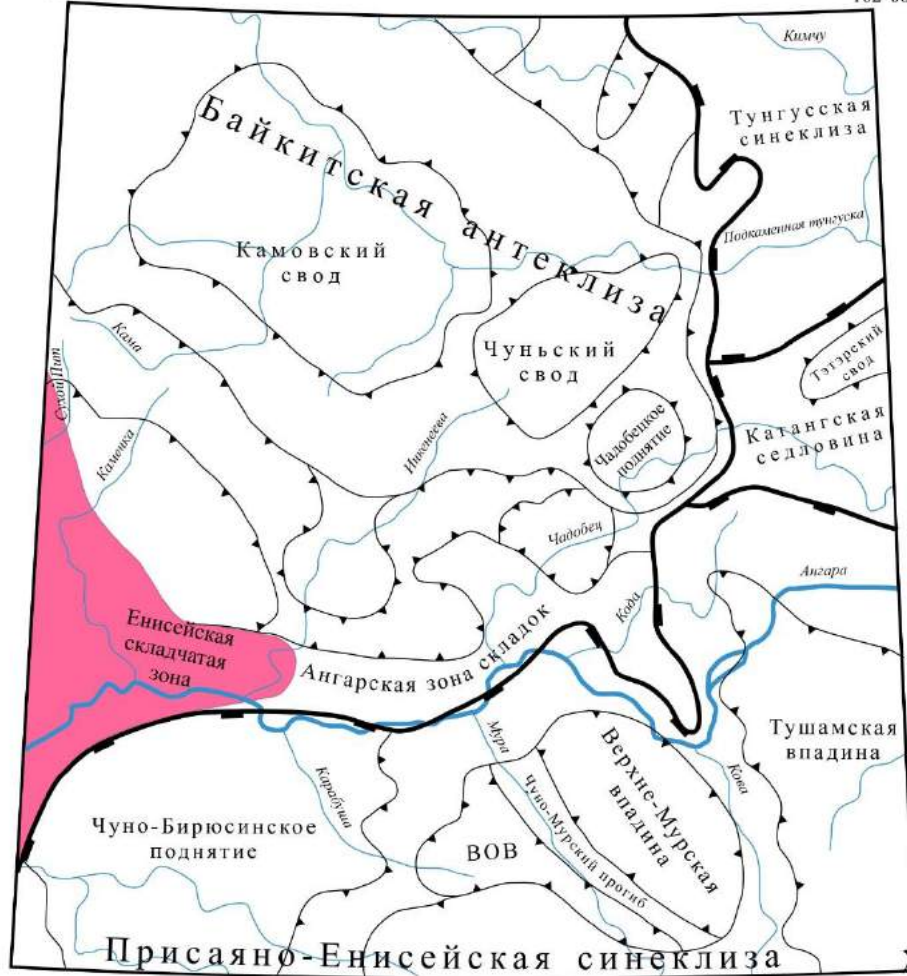 Кимчу
Тунгусская
синеклиза
Байкитская антеклиза
Подкаменная тунгуска
Камовский
свод
Кама
Чуньский
свод
Тэтэрский
свод
Сухой Пит
Каменка
Инкенеева
Чадобецкое
поднятие
Катангская
седловина
Чадобец
Ангара
Кода
Енисейская
складчатая
зона
Ангарская зона складок
Тушамская
впадина
Мура
Верхне-Мурская
впадина
Кова
Карабуша
Чуно-Мурский прогиб
Чуно-Бирюсинское
поднятие
ВОВ
Присаяно-Енисейская синеклиза